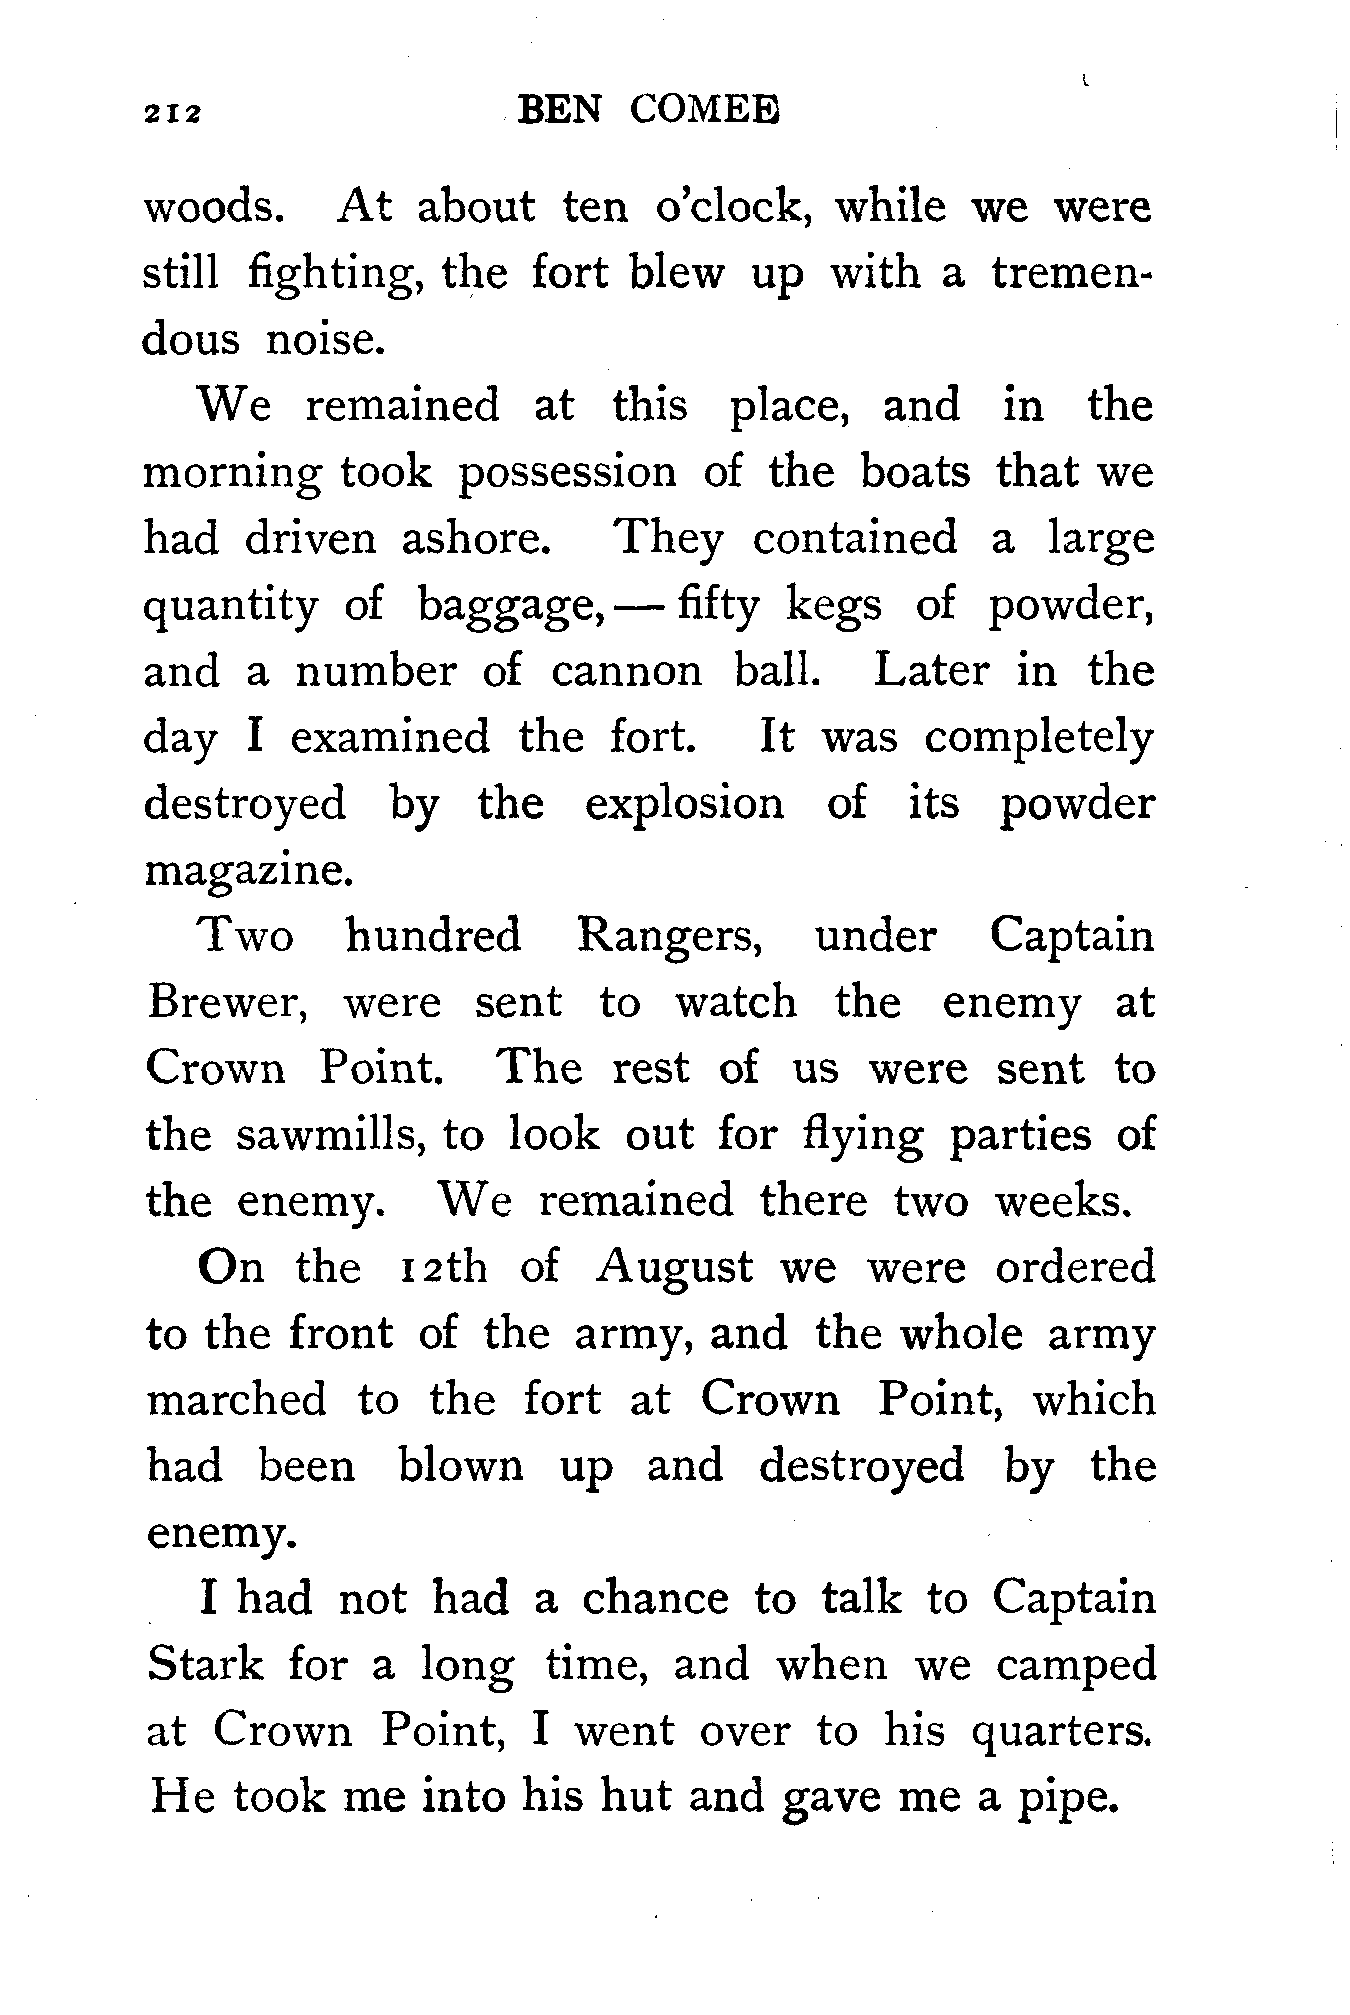 212 BEN COMEE
woods. At about ten o'clock, while we were
still fighting, the fort blew up with a tremen-
dous noise.
We remained at this place, and in the
morning took possession of the boats that we
had driven ashore. They contained a large
quantity of baggage,— fifty kegs of powder,
and a number of cannon ball. Later in the
day I examined the fort. It was completely
destroyed by the explosion of its powder
magazine.
Two hundred Rangers, under Captain
Brewer, were sent to watch the enemy at
Crown Point. The rest of us were sent to
the sawmills, to look out for flying parties of
the enemy. We remained there two weeks.
On the 12th of August we were ordered
to the front of the army, and the whole army
marched to the fort at Crown Point, which
had been blown up and destroyed by the
enemy.
I had not had a chance to talk to Captain
Stark for a long time, and when we camped
at Crown Point, I went over to his quarters.
He took me into his hut and gave me a pipe.